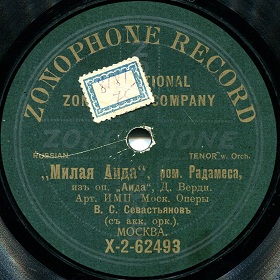 ZONOPHONE RECORD
COMPANY
RUSSIAN TENOR w. Orch.
„Милая Аида“, ром. Радамеса,
изъ оп. „Аида“, Д. Верди.
Арт. ИМП. Моск. Оперы
В. С. Севастьяновъ
(съ акк. орк.)
МОСКВА.
X-2-62493